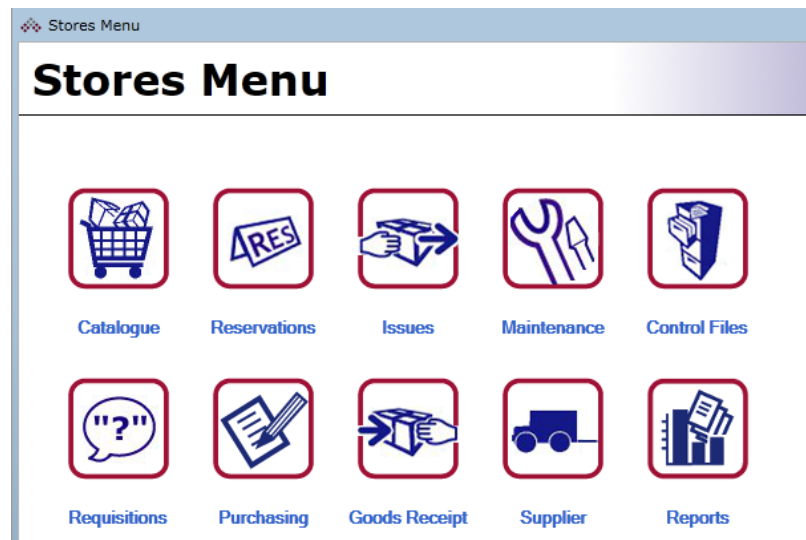 Stores Menu
Stores Menu
RES
Catalogue Reservations Issues Maintenance Control Files
"?"
Requisitions Purchasing Goods Receipt Supplier Reports